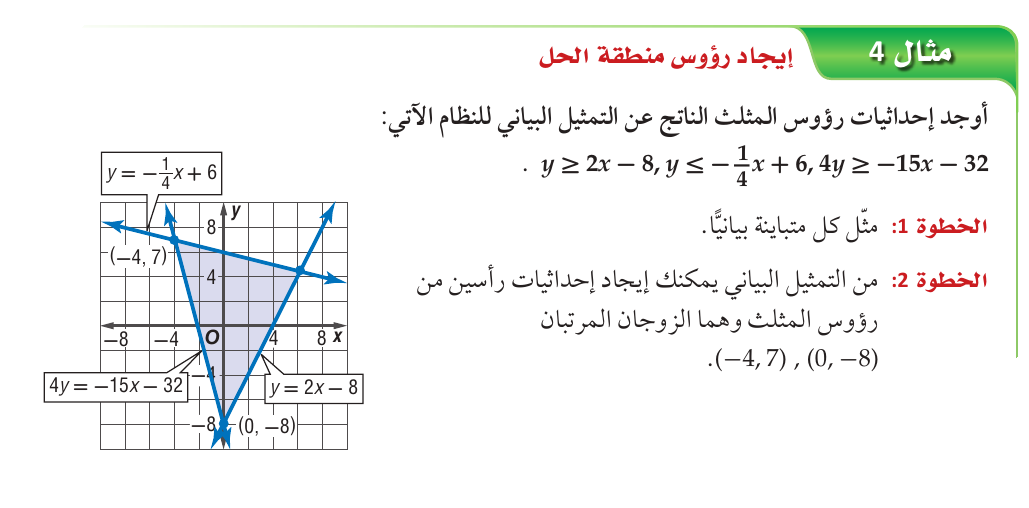 مثال 4
إيجاد رؤوس منطقة الحل
أوجد إحداثيات رؤوس المثلث الناتج عن التمثيل البياني للنظام الآتي:
y ≥ 2x − 8, y ≤ −1/4x + 6, 4y ≥ −15x − 32 .
الخطوة 1: مثّل كل متباينة بيانيًّا.
الخطوة 2: من التمثيل البياني يمكنك إيجاد إحداثيات رأسين من
رؤوس المثلث وهما الزوجان المرتبان
(−4, 7) , (0, −8).
y = −1/4x + 6
y
8
(−4, 7)
4
−8
−4
O
4
8
x
−4
4y = −15x − 32
y = 2x − 8
−8
(0, −8)